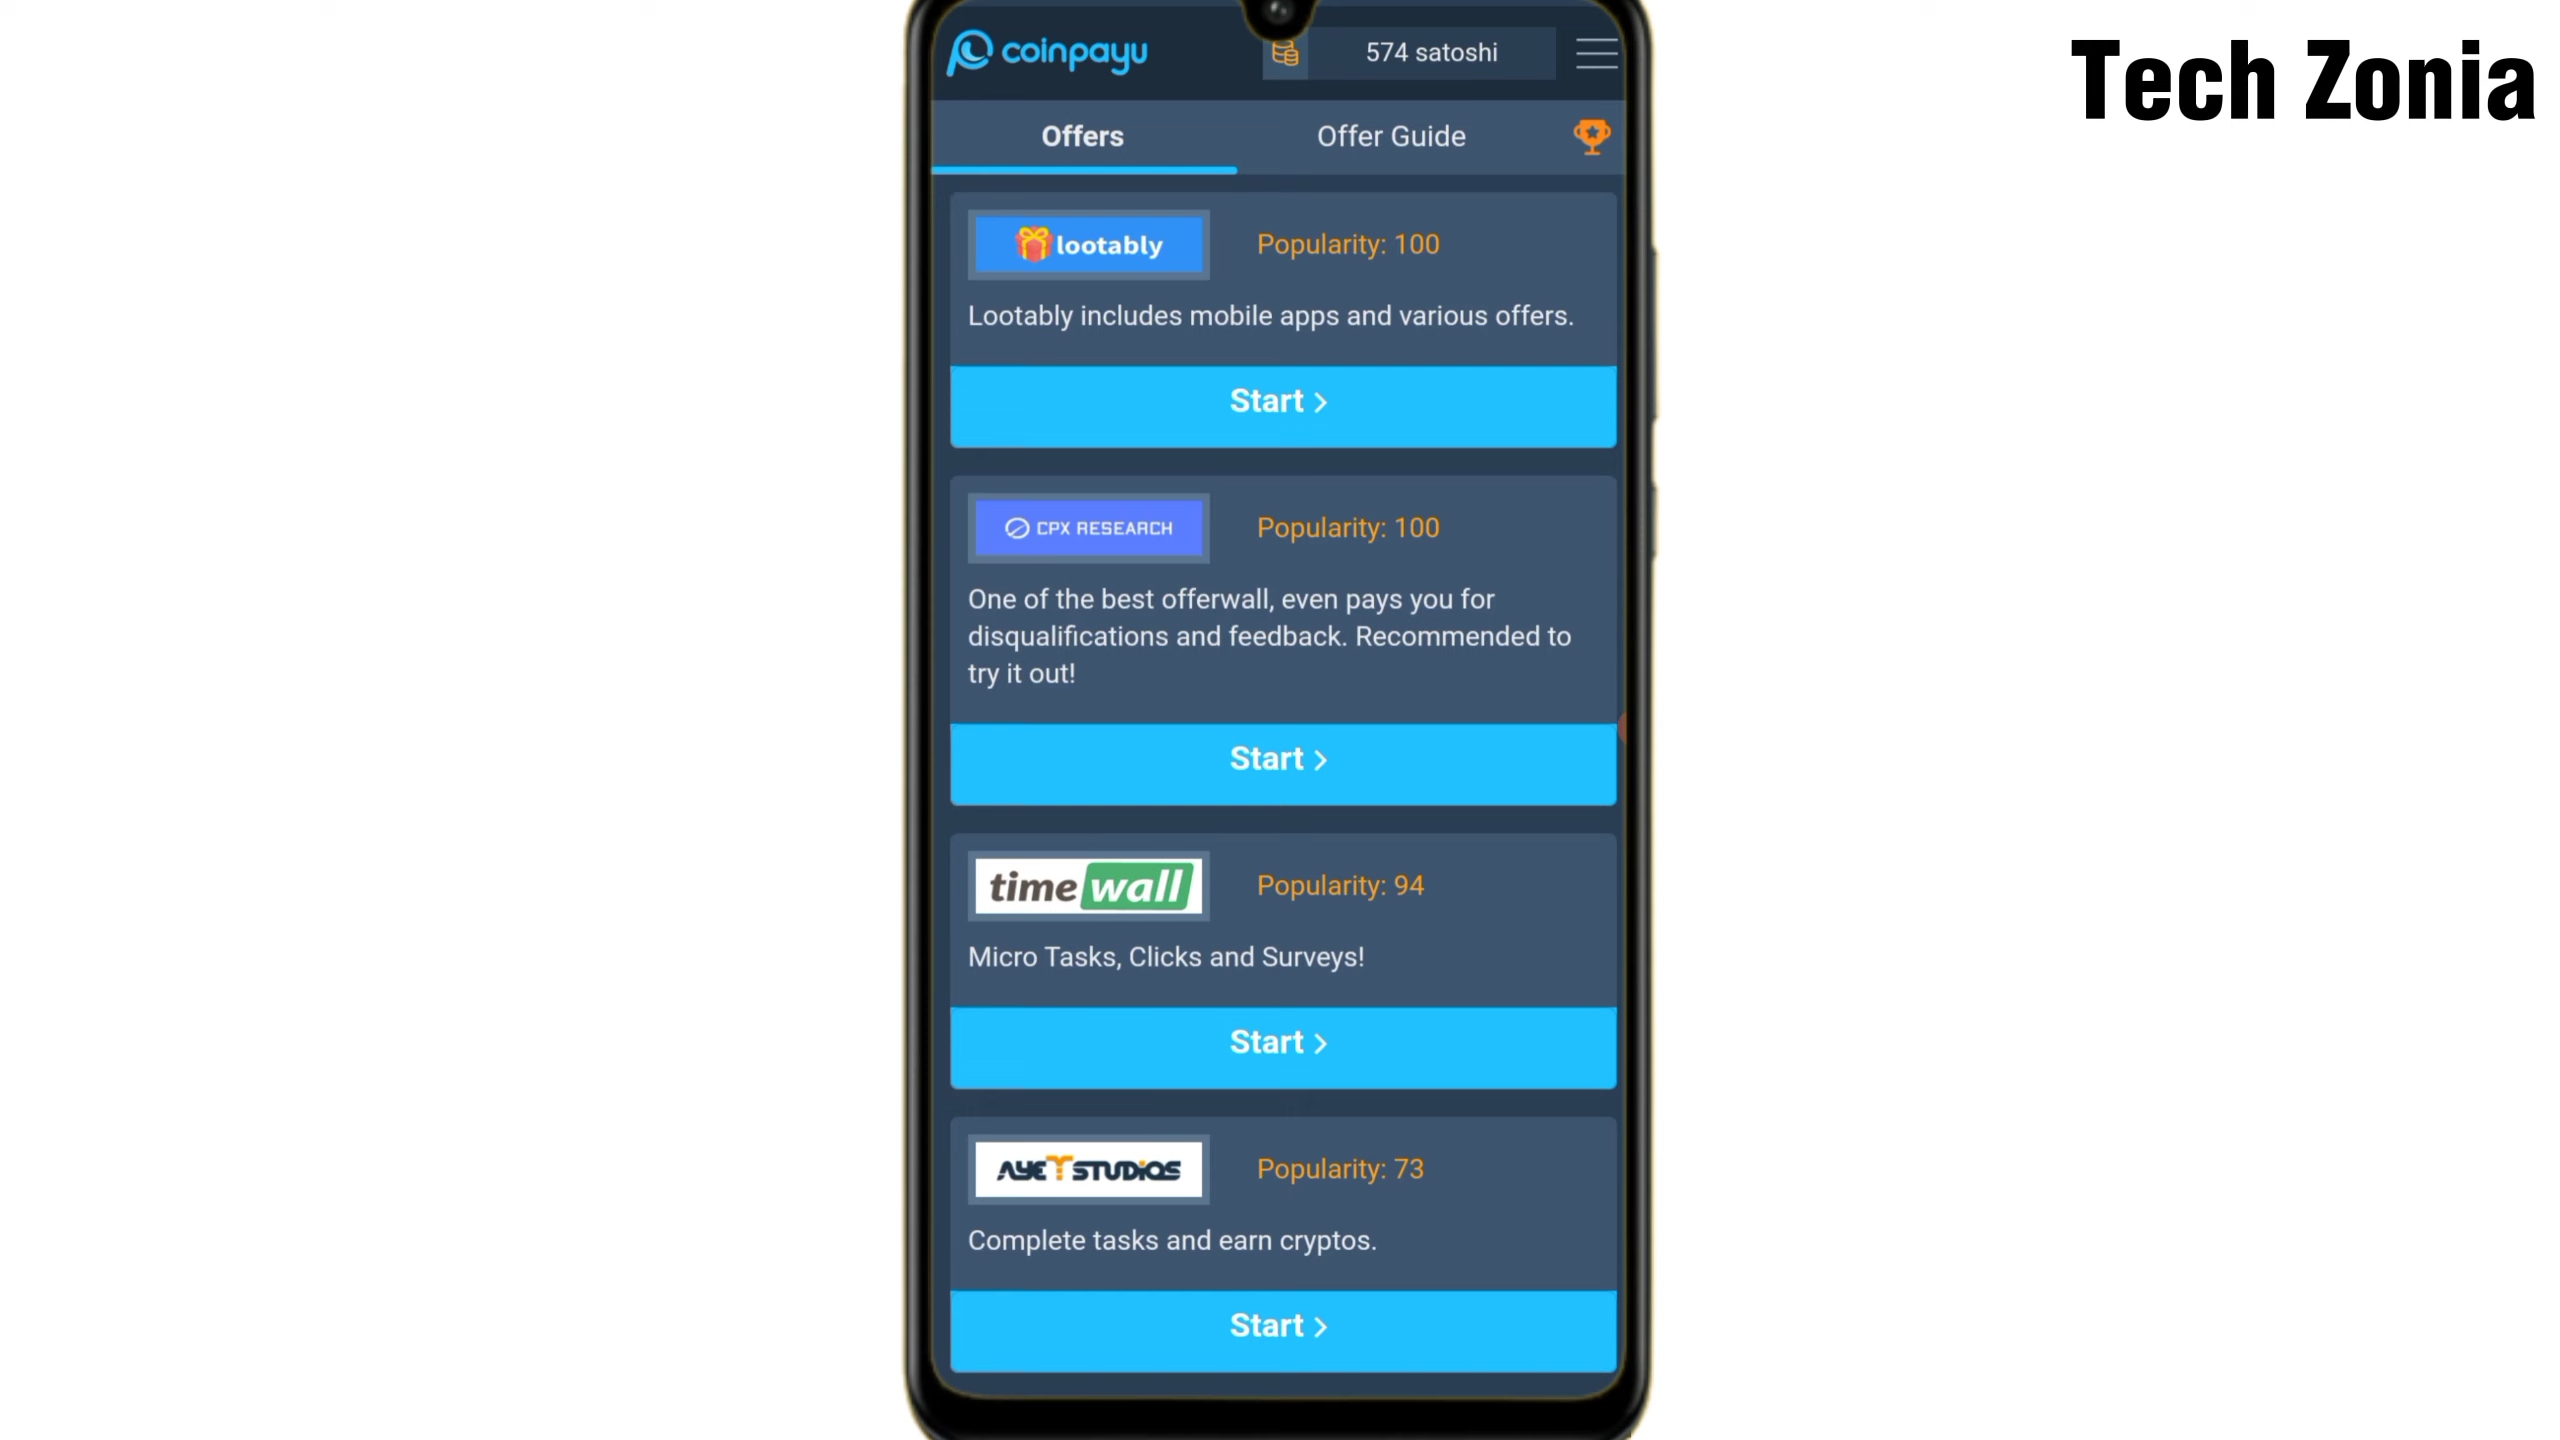 coinpayu
574 satoshi
Tech Zonia
Offers
Offer Guide
lootably
Popularity: 100
Lootably includes mobile apps and various offers.
Start
CPX RESEARCH
Popularity: 100
One of the best offerwall, even pays you for
disqualifications and feedback. Recommended to
try it out!
Start
timewall
Popularity: 94
Micro Tasks, Clicks and Surveys!
Start
AYET STUDIOS
Popularity: 73
Complete tasks and earn cryptos.
Start